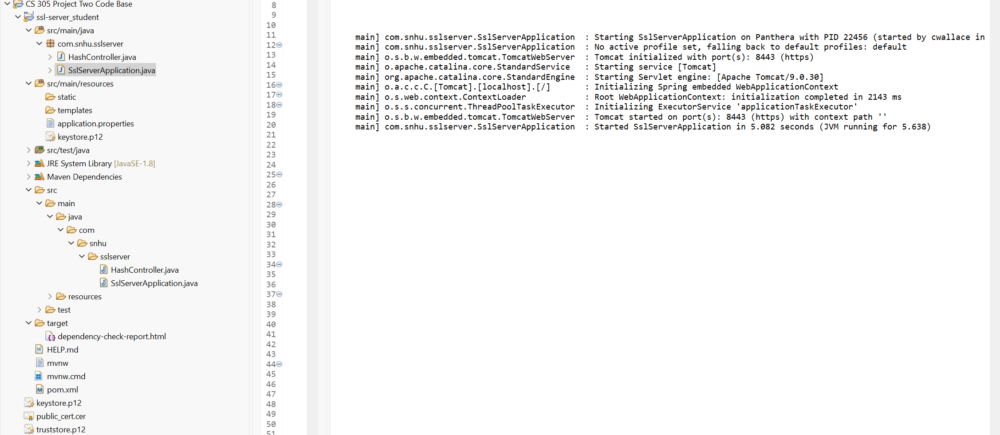 CS 305 Project Two Code Base
ssl-server_student
src/main/java
com.snhu.sslserver
HashController.java
SslServerApplication.java
src/main/resources
static
templates
application.properties
keystore.p12
src/test/java
JRE System Library [JavaSE-1.8]
Maven Dependencies
src
main
java
com
snhu
sslserver
HashController.java
SslServerApplication.java
resources
test
target
dependency-check-report.html
HELP.md
mvnw
mvnw.cmd
pom.xml
keystore.p12
public_cert.cer
truststore.p12
8
9
10
11
12
13
14
15
16
17
18
19
20
21
22
23
24
25
26
27
28
29
30
31
32
33
34
35
36
37
38
39
40
41
42
43
44
45
46
47
48
49
50
51
main] com.snhu.sslserver.SslServerApplication : Starting SslServerApplication on Panthera with PID 22456 (started by cwallace in
main] com.snhu.sslserver.SslServerApplication : No active profile set, falling back to default profiles: default
main] o.s.b.w.embedded.tomcat.TomcatWebServer : Tomcat initialized with port(s): 8443 (https)
main] o.apache.catalina.core.StandardService : Starting service [Tomcat]
main] org.apache.catalina.core.StandardEngine : Starting Servlet engine: [Apache Tomcat/9.0.30]
main] o.a.c.c.C.[Tomcat].[localhost].[/] : Initializing Spring embedded WebApplicationContext
main] o.s.web.context.ContextLoader : Root WebApplicationContext: initialization completed in 2143 ms
main] o.s.s.concurrent.ThreadPoolTaskExecutor : Initializing ExecutorService 'applicationTaskExecutor'
main] o.s.b.w.embedded.tomcat.TomcatWebServer : Tomcat started on port(s): 8443 (https) with context path ''
main] com.snhu.sslserver.SslServerApplication : Started SslServerApplication in 5.082 seconds (JVM running for 5.638)